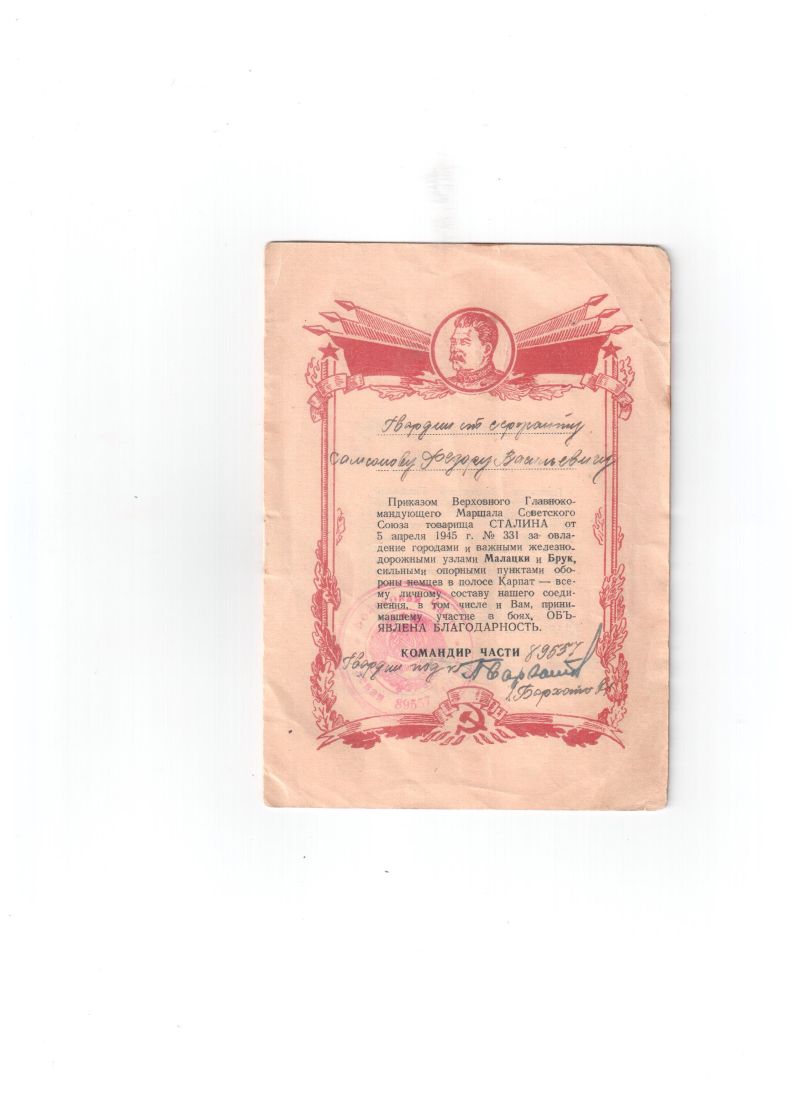 Гвардии ст сержанту
Самсонову Федору Васильевичу
Приказом Верховного Главноко-
мандующего Маршала Советского
Союза товарища СТАЛИНА от
5 апреля 1945 г. № 331 за овла-
дение городами и важными железно-
дорожными узлами Малацки и Брук,
сильными опорными пунктами обо-
роны немцев в полосе Карпат — все-
му личному составу нашего соеди-
нения, в том числе и Вам, прини-
мавшему участие в боях, ОБЪ-
ЯВЛЕНА БЛАГОДАРНОСТЬ.
КОМАНДИР ЧАСТИ 89557
Гвардии
89557